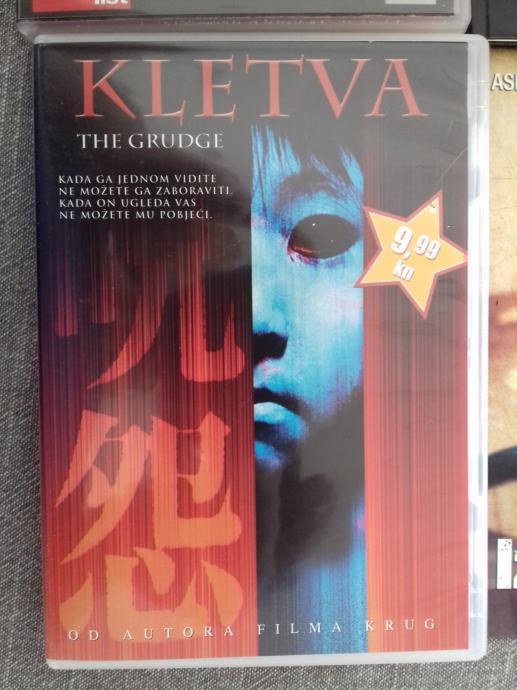 list
KLETVA
THE GRUDGE
KADA GA JEDNOM VIDITE
NE MOŽETE GA ZABORAVITI.
KADA ON UGLEDA VAS
NE MOŽETE MU POBJEĆI.
9,99
kn
呪
怨
OD AUTORA FILMA KRUG